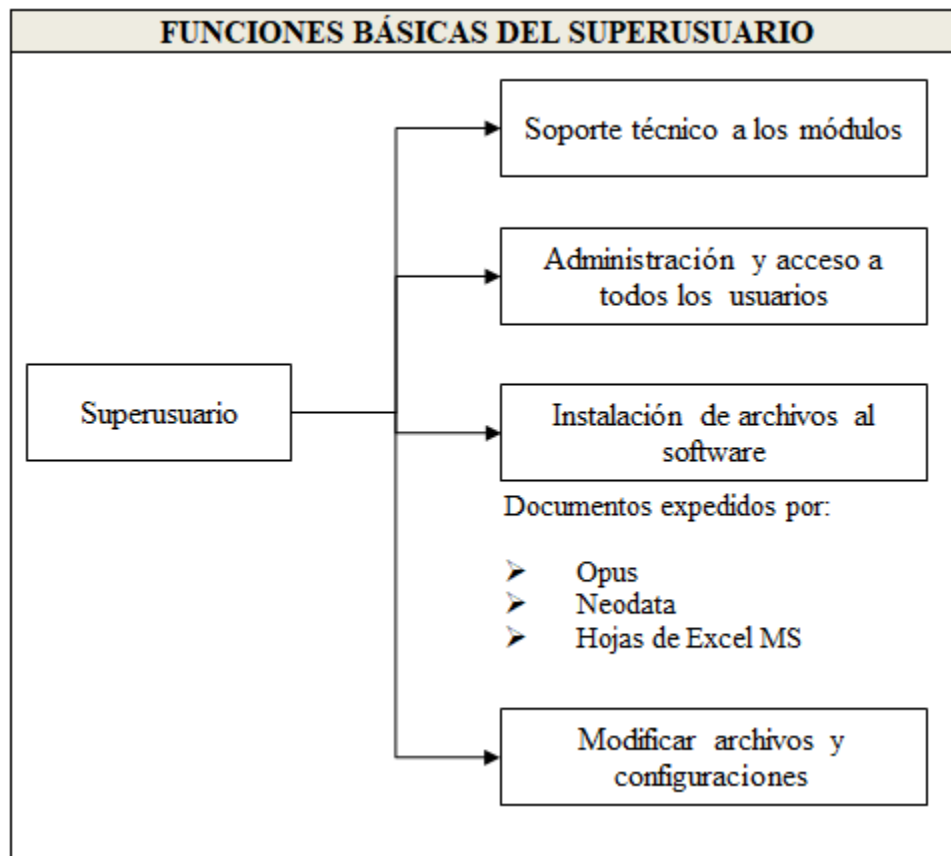 FUNCIONES BÁSICAS DEL SUPERUSUARIO
Soporte técnico a los módulos
Administración y acceso a
todos los usuarios
Superusuario
Instalación de archivos al
software
Documentos expedidos por:
➢ Opus
➢ Neodata
➢ Hojas de Excel MS
Modificar archivos y
configuraciones